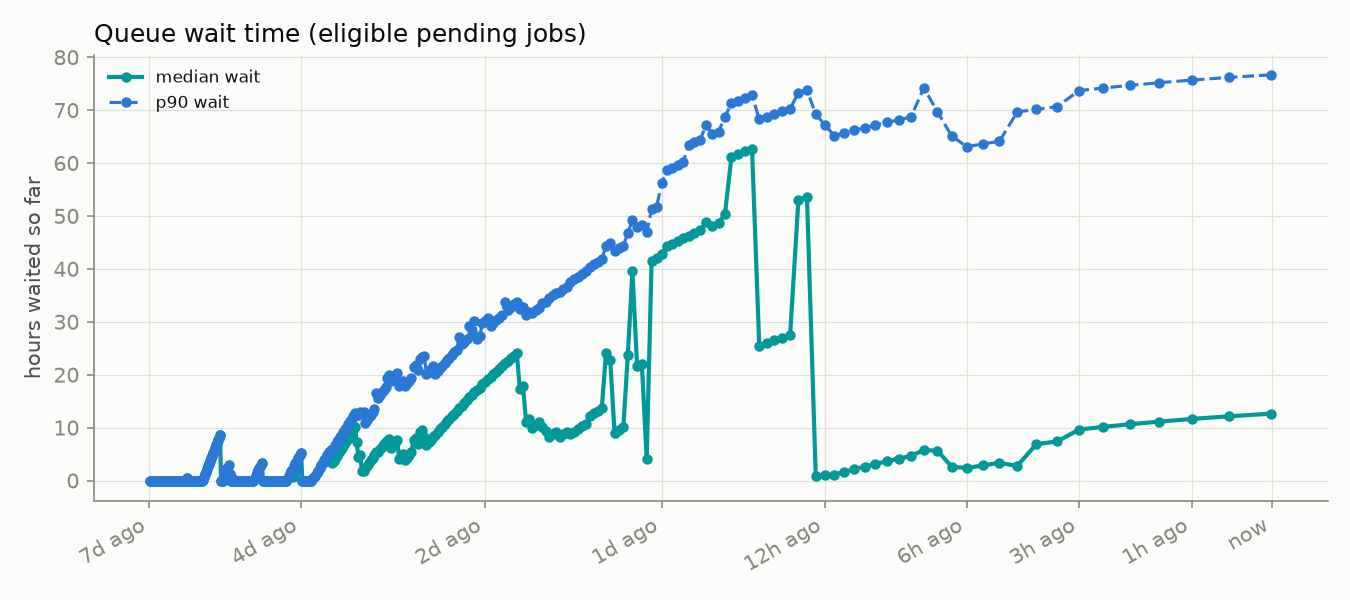 Queue wait time (eligible pending jobs)
median wait
p90 wait
hours waited so far
80
70
60
50
40
30
20
10
0
7d ago
4d ago
2d ago
1d ago
12h ago
6h ago
3h ago
1h ago
now